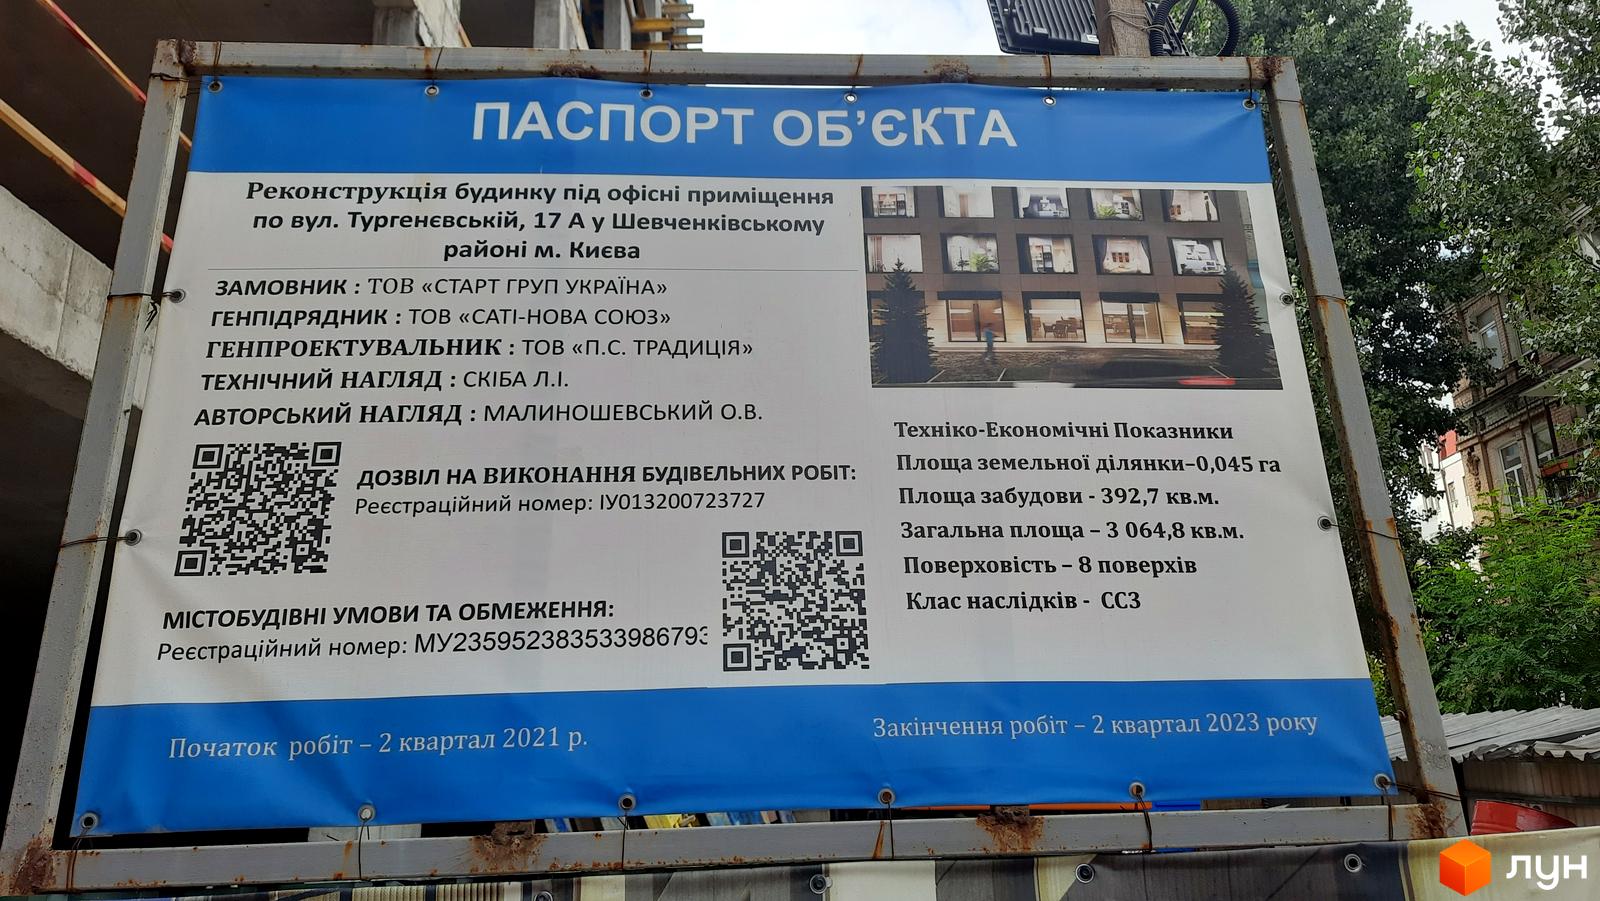 ПАСПОРТ ОБ’ЄКТА
Реконструкція будинку під офісні приміщення
по вул. Тургенєвській, 17 А у Шевченківському
районі м. Києва
ЗАМОВНИК : ТОВ «СТАРТ ГРУП УКРАЇНА»
ГЕНПІДРЯДНИК : ТОВ «САТІ-НОВА СОЮЗ»
ГЕНПРОЕКТУВАЛЬНИК : ТОВ «П.С. ТРАДИЦІЯ»
ТЕХНІЧНИЙ НАГЛЯД : СКІБА Л.І.
АВТОРСЬКИЙ НАГЛЯД : МАЛИНОШЕВСЬКИЙ О.В.
ДОЗВІЛ НА ВИКОНАННЯ БУДІВЕЛЬНИХ РОБІТ:
Реєстраційний номер: ІУ013200723727
МІСТОБУДІВНІ УМОВИ ТА ОБМЕЖЕННЯ:
Реєстраційний номер: МУ235952383533986793
Техніко-Економічні Показники
Площа земельної ділянки–0,045 га
Площа забудови - 392,7 кв.м.
Загальна площа – 3 064,8 кв.м.
Поверховість – 8 поверхів
Клас наслідків - СС3
Початок робіт – 2 квартал 2021 р.
Закінчення робіт – 2 квартал 2023 року
лун